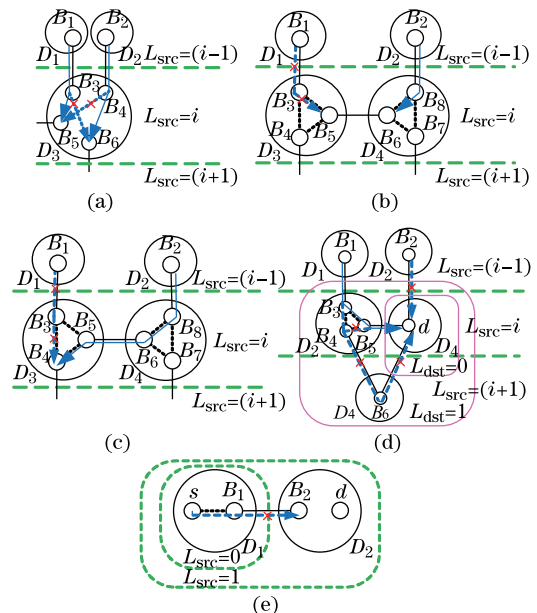 B1 B2 B1 B2
D1 D2 Lsrc=(i-1) D1 D2 Lsrc=(i-1)
B3 B4 Lsrc=i B3 B8 Lsrc=i
B5 B6 B4 B5 B6 B7
D3 Lsrc=(i+1) D3 D4 Lsrc=(i+1)
(a) (b)
B1 B2 B1 B2
D1 D2 Lsrc=(i-1) D1 D2 Lsrc=(i-1)
B3 B5 B8 Lsrc=i B3 d Lsrc=i
B4 B6 B7 B4 B5
D3 D4 D2 D4
Lsrc=(i+1) Ldst=0
Lsrc=(i+1)
D4 B6 Ldst=1
(c) (d)
s B1 B2 d
Lsrc=0 D1 D2
Lsrc=1
(e)